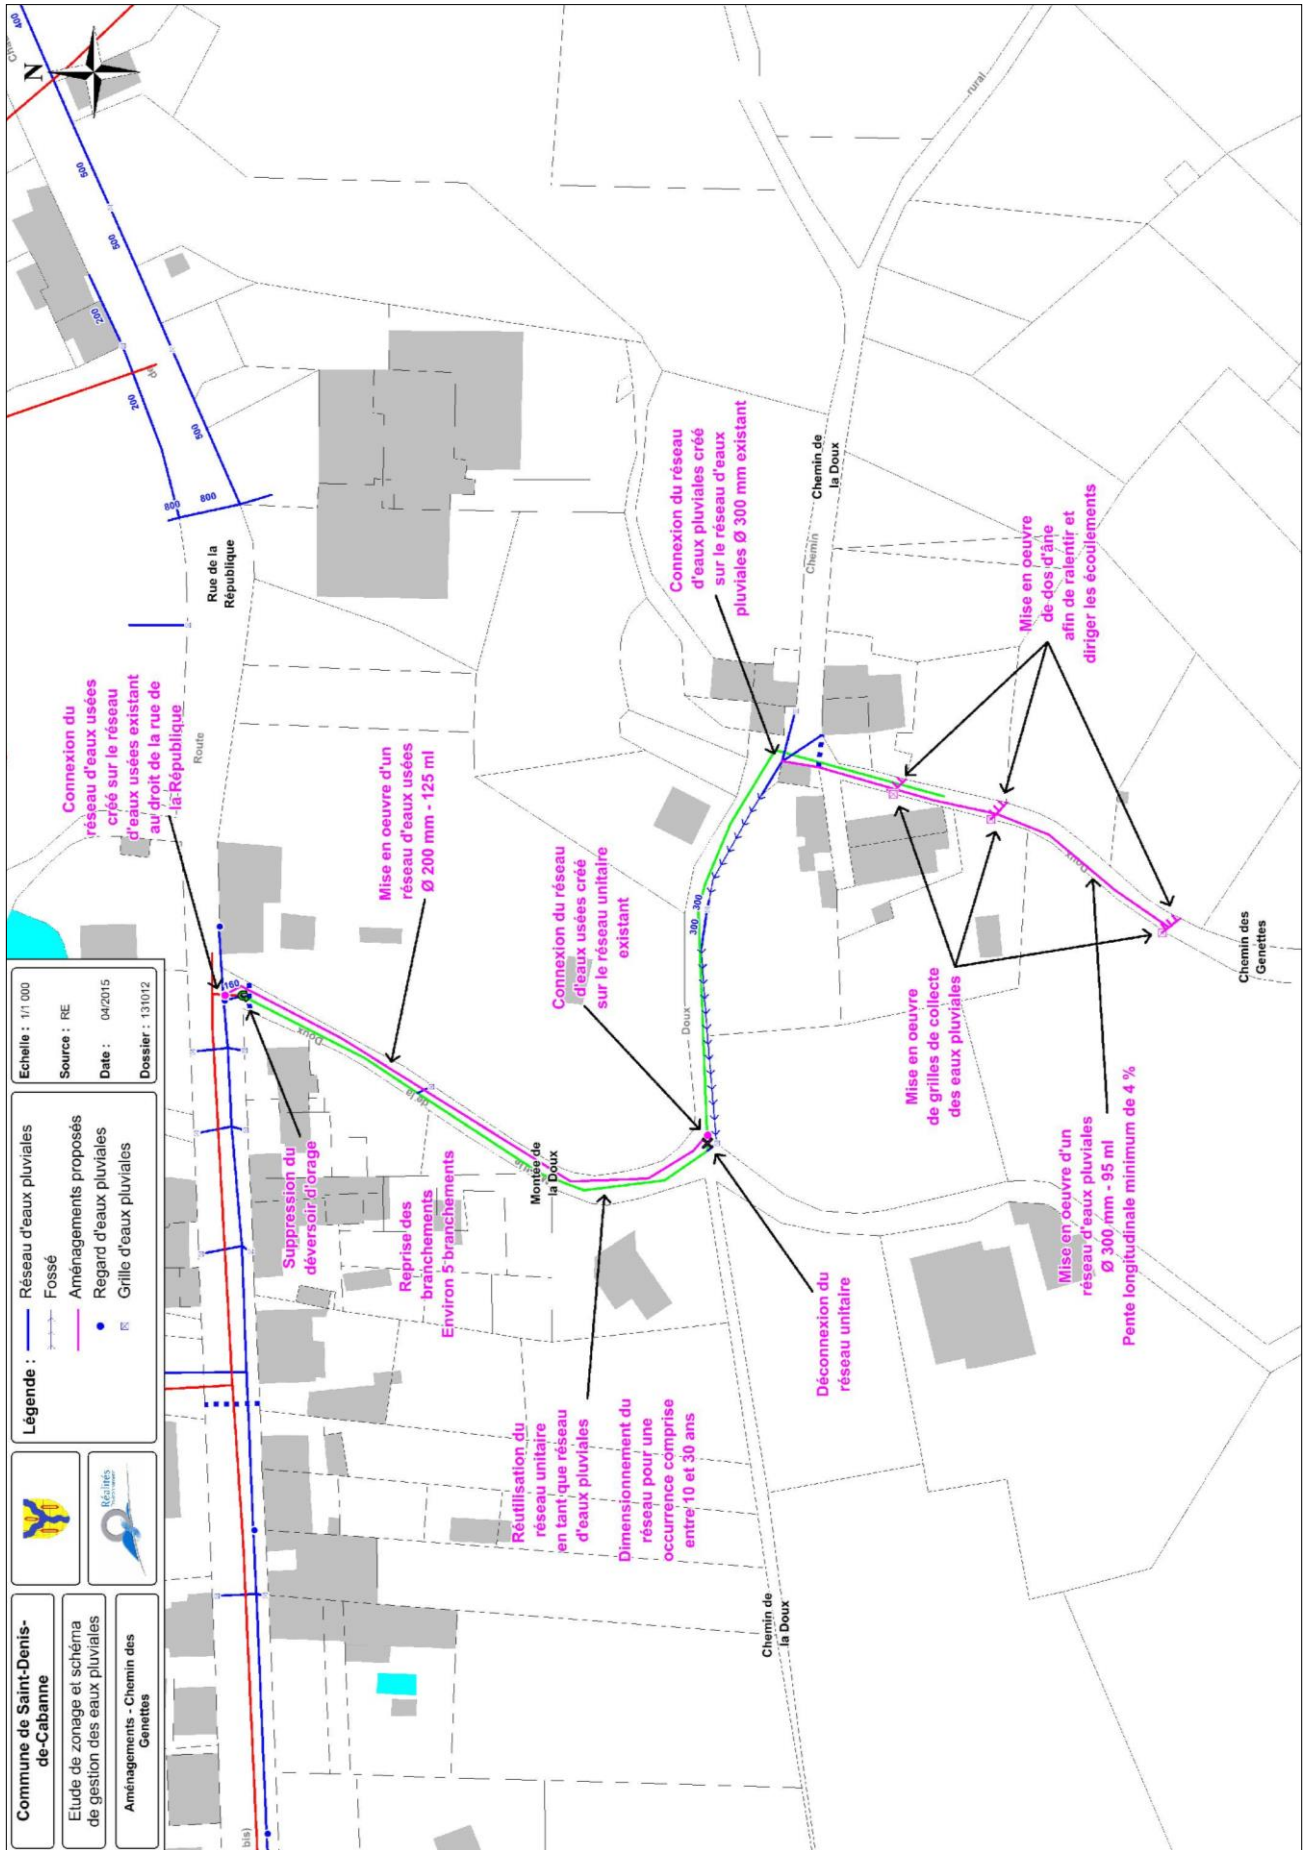 Commune de Saint-Denis-
de-Cabanne
Etude de zonage et schéma
de gestion des eaux pluviales
Aménagements - Chemin des
Genettes
Réalités
Légende :
Réseau d'eaux pluviales
Fossé
Aménagements proposés
Regard d'eaux pluviales
Grille d'eaux pluviales
Echelle : 1/1 000
Source : RE
Date : 04/2015
Dossier : 131012
N
Connexion du
réseau d'eaux usées
créé sur le réseau
d'eaux usées existant
au droit de la rue de
la République
Rue de la
République
Route
de
400
500
500
500
200
200
800
800
160
bis)
Suppression du
déversoir d'orage
Mise en oeuvre d'un
réseau d'eaux usées
Ø 200 mm - 125 ml
Doux
de la
Reprise des
branchements
Environ 5 branchements
Montée de
la Doux
Connexion du réseau
d'eaux usées créé
sur le réseau unitaire
existant
Réutilisation du
réseau unitaire
en tant que réseau
d'eaux pluviales
Dimensionnement du
réseau pour une
occurrence comprise
entre 10 et 30 ans
Déconnexion du
réseau unitaire
Chemin de
la Doux
Doux
300
300
Connexion du réseau
d'eaux pluviales créé
sur le réseau d'eaux
pluviales Ø 300 mm existant
Chemin de
la Doux
Chemin
rural
Mise en oeuvre
de dos d'âne
afin de ralentir et
diriger les écoulements
Mise en oeuvre
de grilles de collecte
des eaux pluviales
Doux
Chemin des
Genettes
Mise en oeuvre d'un
réseau d'eaux pluviales
Ø 300 mm - 95 ml
Pente longitudinale minimum de 4 %